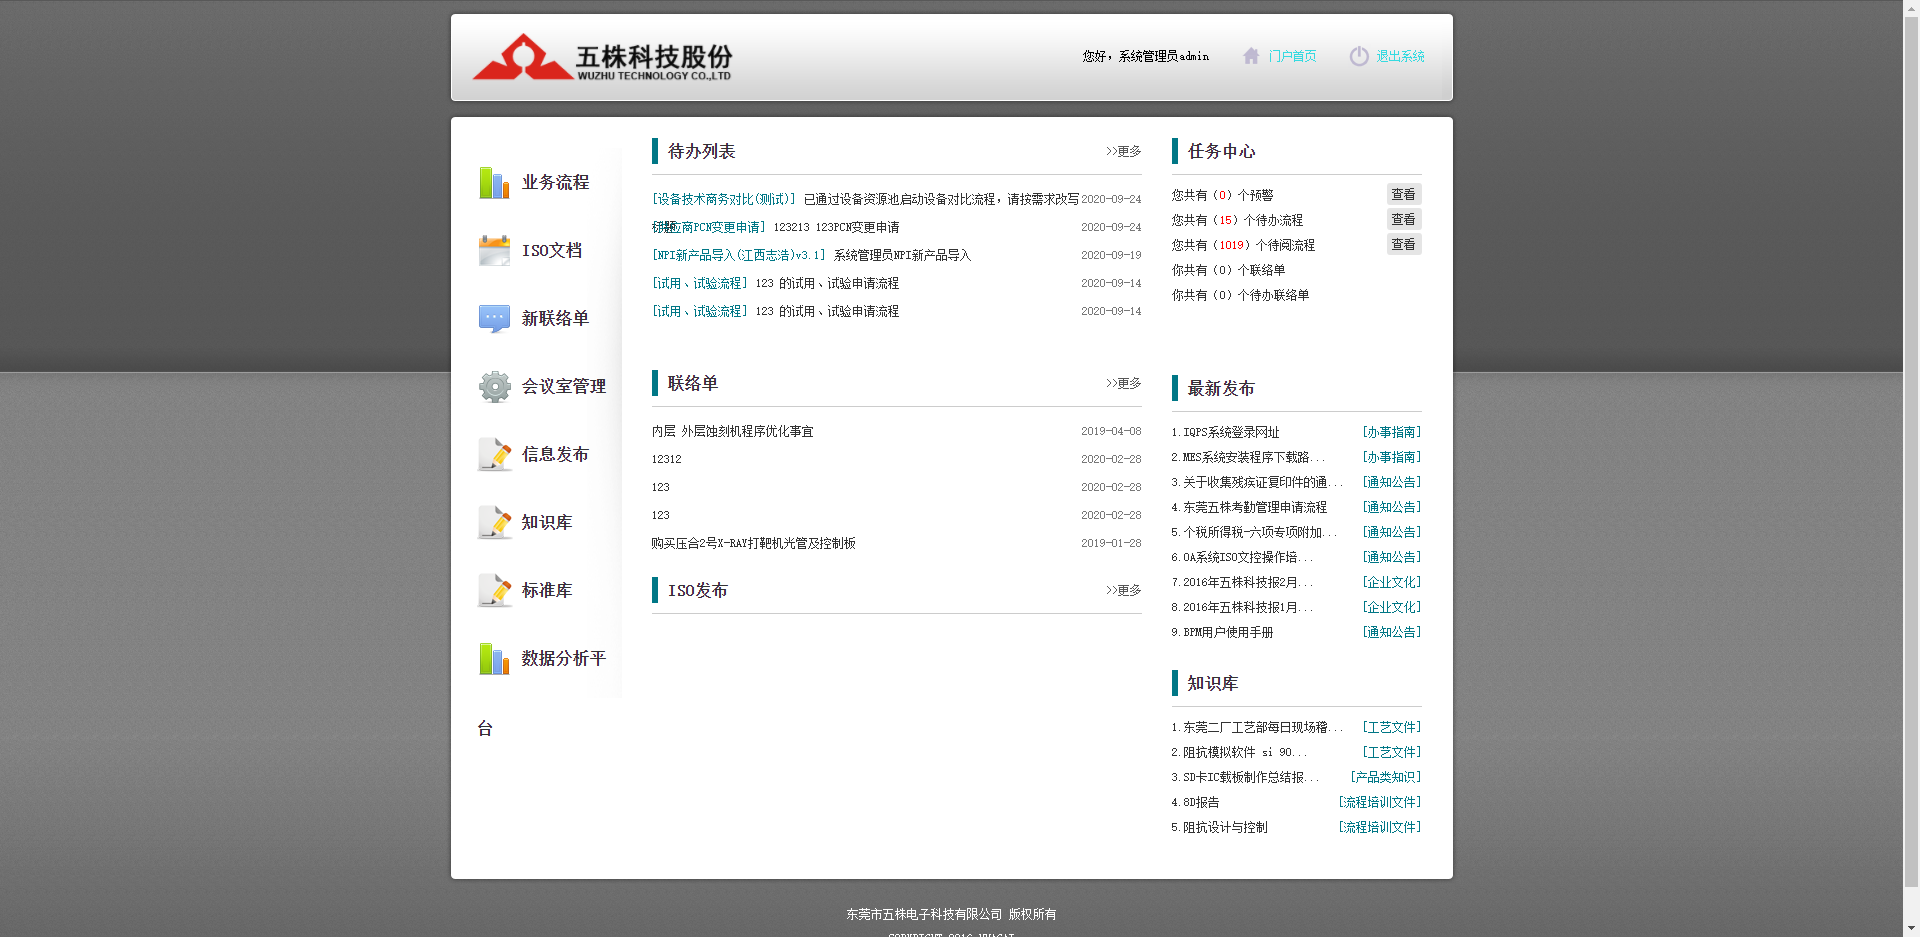 五株科技股份
WUZHU TECHNOLOGY CO.,LTD
您好，系统管理员admin
门户首页
退出系统
业务流程
ISO文档
新联络单
会议室管理
信息发布
知识库
标准库
数据分析平
台
待办列表 >>更多
[设备技术商务对比(测试)] 已通过设备资源池启动设备对比流程，请按需求改写 2020-09-24
应商PCN变更申请] 123213 123PCN变更申请 2020-09-24
[NPI新产品导入(江西志浩)v3.1] 系统管理员NPI新产品导入 2020-09-19
[试用、试验流程] 123 的试用、试验申请流程 2020-09-14
[试用、试验流程] 123 的试用、试验申请流程 2020-09-14
联络单 >>更多
内层 外层蚀刻机程序优化事宜 2019-04-08
12312 2020-02-28
123 2020-02-28
123 2020-02-28
购买压合2号X-RAY打靶机光管及控制板 2019-01-28
ISO发布 >>更多
任务中心
您共有（0）个预警 查看
您共有（15）个待办流程 查看
您共有（1019）个待阅流程 查看
你共有（0）个联络单
你共有（0）个待办联络单
最新发布
1.IQPS系统登录网址 [办事指南]
2.MES系统安装程序下载路... [办事指南]
3.关于收集残疾证复印件的通... [通知公告]
4.东莞五株考勤管理申请流程 [通知公告]
5.个税所得税-六项专项附加... [通知公告]
6.OA系统ISO文控操作培... [通知公告]
7.2016年五株科技报2月... [企业文化]
8.2016年五株科技报1月... [企业文化]
9.BPM用户使用手册 [通知公告]
知识库
1.东莞二厂工艺部每日现场稽... [工艺文件]
2.阻抗模拟软件 si 90... [工艺文件]
3.SD卡IC载板制作总结报... [产品类知识]
4.8D报告 [流程培训文件]
5.阻抗设计与控制 [流程培训文件]
东莞市五株电子科技有限公司 版权所有